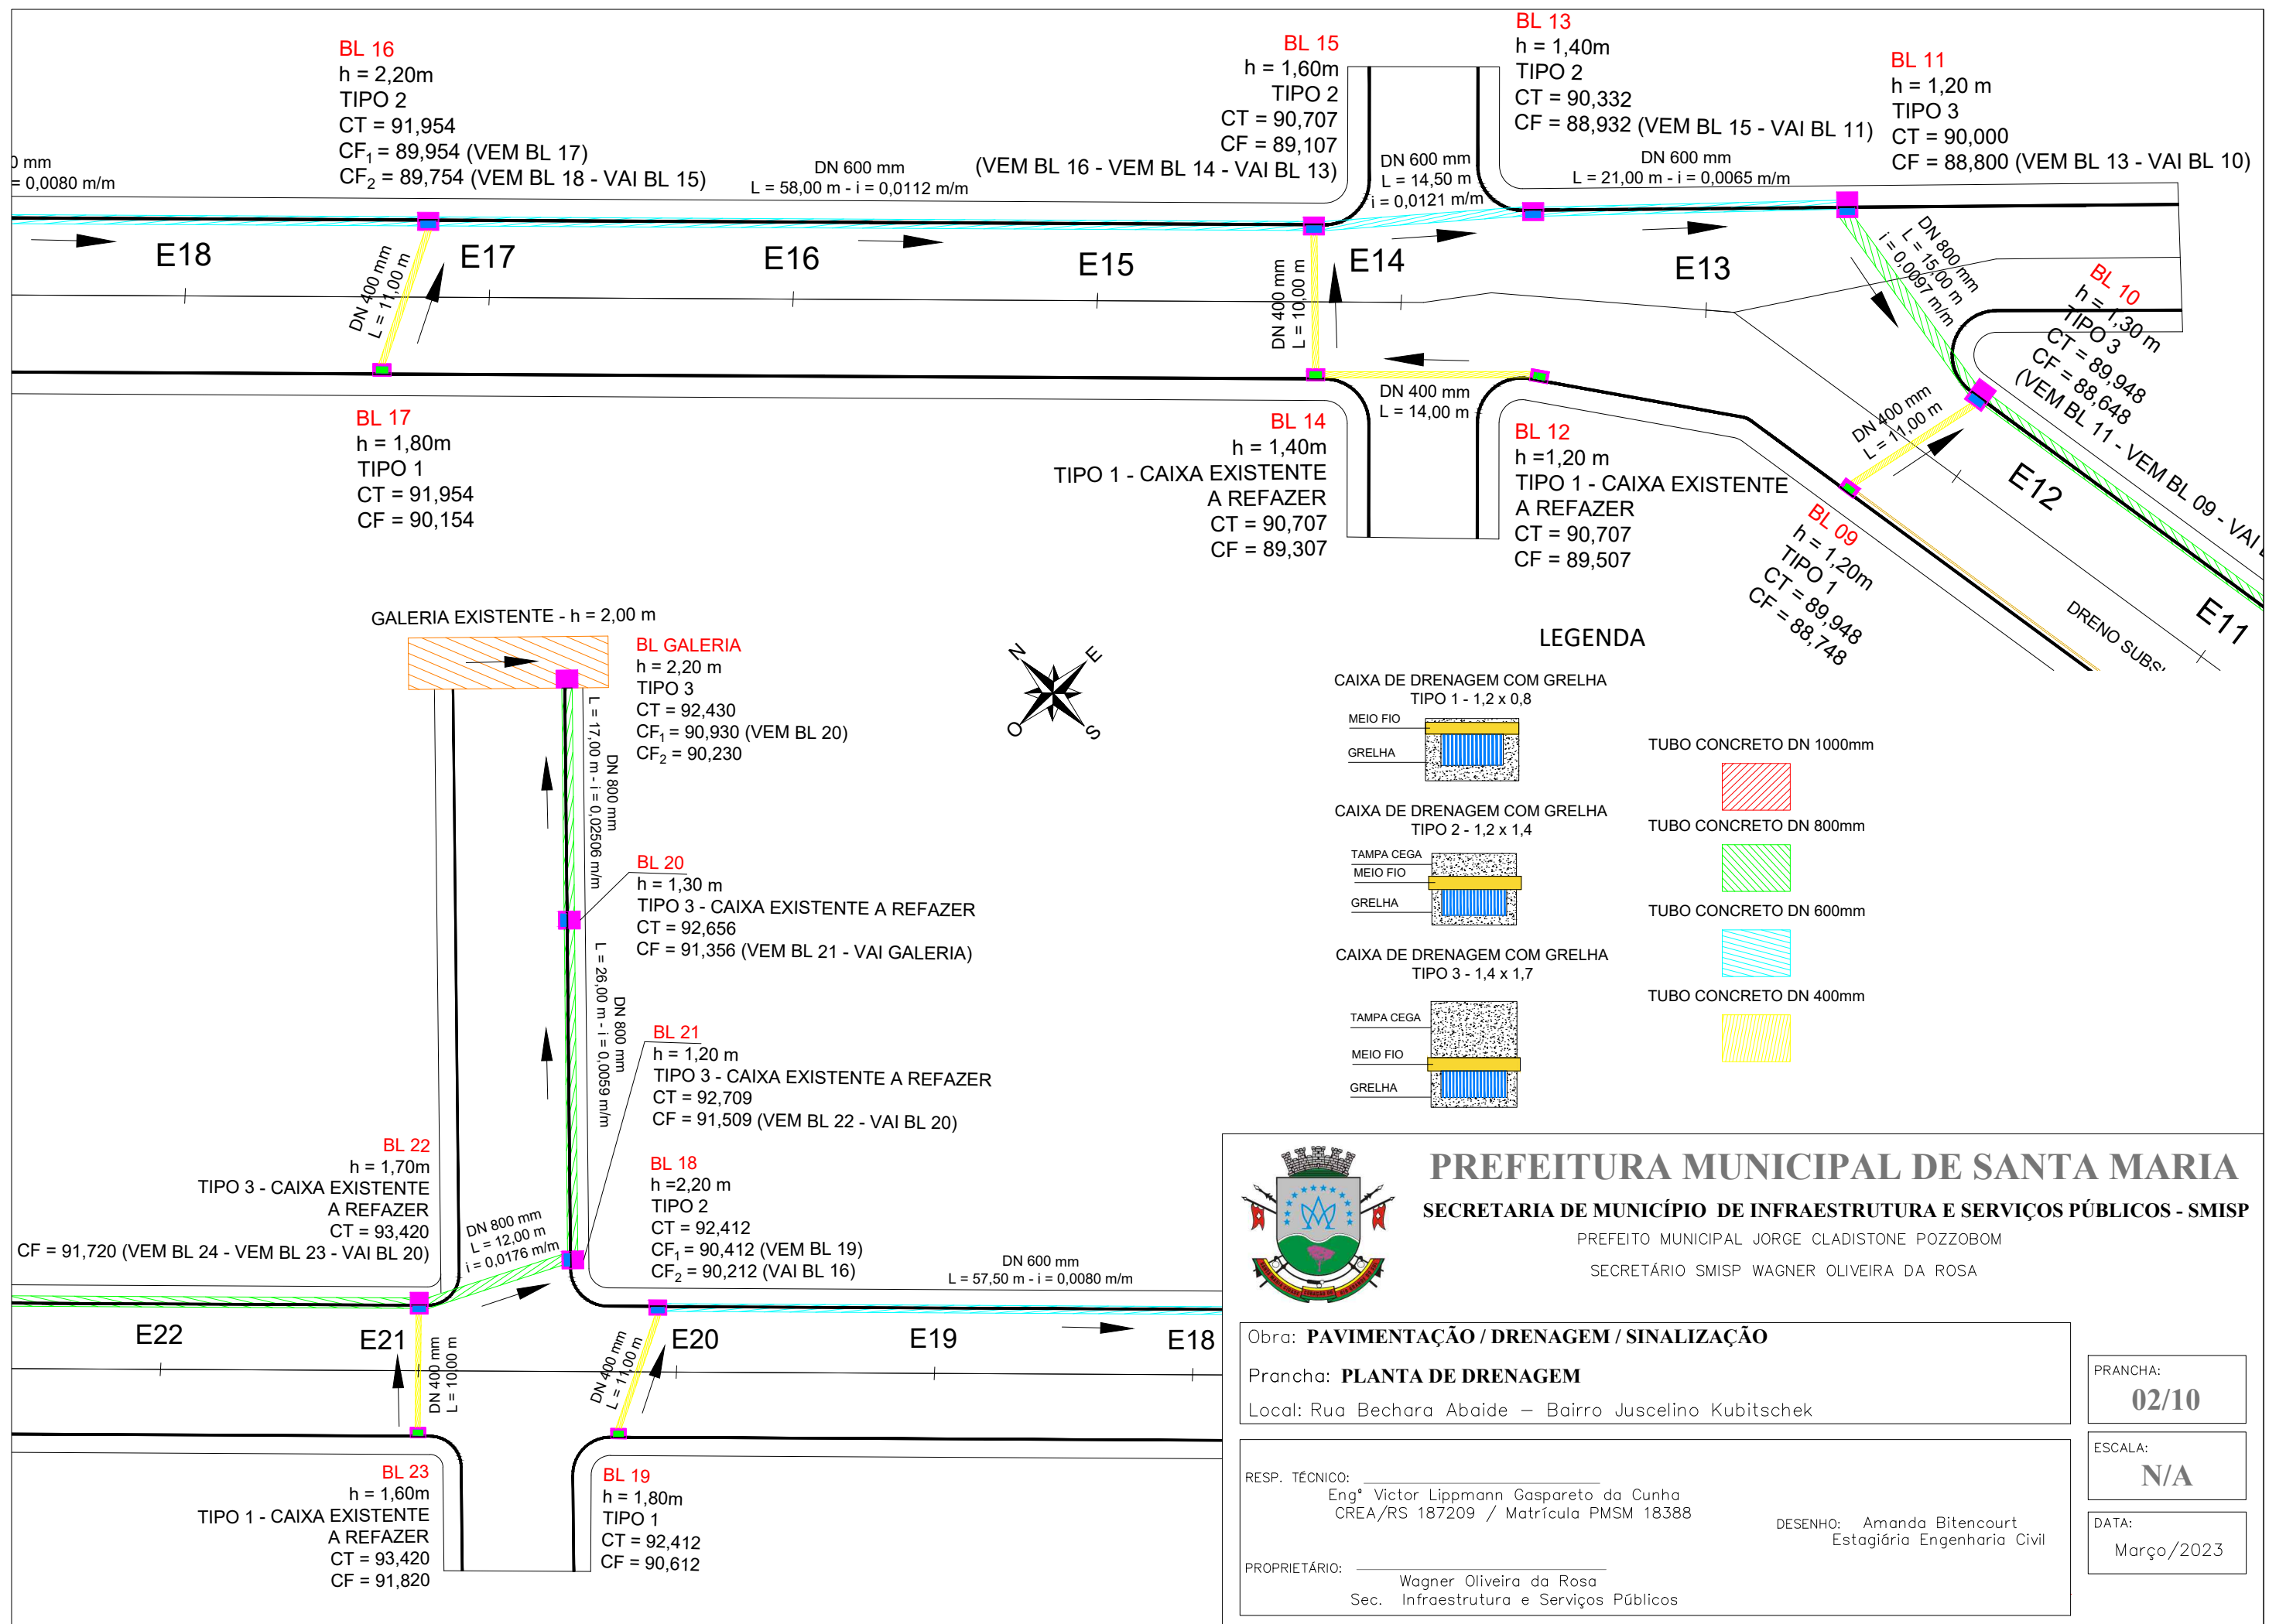 BL 16
h = 2,20m
TIPO 2
CT = 91,954
CF₁ = 89,954 (VEM BL 17)
CF₂ = 89,754 (VEM BL 18 - VAI BL 15)
mm
= 0,0080 m/m
DN 600 mm
L = 58,00 m - i = 0,0112 m/m
BL 15
h = 1,60m
TIPO 2
CT = 90,707
CF = 89,107
(VEM BL 16 - VEM BL 14 - VAI BL 13)
DN 600 mm
L = 14,50 m
i = 0,0121 m/m
BL 13
h = 1,40m
TIPO 2
CT = 90,332
CF = 88,932 (VEM BL 15 - VAI BL 11)
DN 600 mm
L = 21,00 m - i = 0,0065 m/m
BL 11
h = 1,20 m
TIPO 3
CT = 90,000
CF = 88,800 (VEM BL 13 - VAI BL 10)
E18
E17
E16
E15
E14
E13
E12
E11
DN 400 mm
L = 11,00 m
DN 400 mm
L = 10,00 m
DN 400 mm
L = 14,00 m
DN 800 mm
L = 15,00 m
i = 0,0097 m/m
BL 10
h = 1,30 m
TIPO 3
CT = 89,948
CF = 88,648
(VEM BL 11 - VEM BL 09 - VAI
DN 400 mm
L = 11,00 m
BL 17
h = 1,80m
TIPO 1
CT = 91,954
CF = 90,154
BL 14
h = 1,40m
TIPO 1 - CAIXA EXISTENTE
A REFAZER
CT = 90,707
CF = 89,307
BL 12
h =1,20 m
TIPO 1 - CAIXA EXISTENTE
A REFAZER
CT = 90,707
CF = 89,507
BL 09
h = 1,20m
TIPO 1
CT = 89,948
CF = 88,748
DRENO
GALERIA EXISTENTE - h = 2,00 m
BL GALERIA
h = 2,20 m
TIPO 3
CT = 92,430
CF₁ = 90,930 (VEM BL 20)
CF₂ = 90,230
DN 800 mm
L = 17,00 m - i = 0,02506 m/m
BL 20
h = 1,30 m
TIPO 3 - CAIXA EXISTENTE A REFAZER
CT = 92,656
CF = 91,356 (VEM BL 21 - VAI GALERIA)
DN 800 mm
L = 26,00 m - i = 0,0059 m/m
BL 21
h = 1,20 m
TIPO 3 - CAIXA EXISTENTE A REFAZER
CT = 92,709
CF = 91,509 (VEM BL 22 - VAI BL 20)
BL 22
h = 1,70m
TIPO 3 - CAIXA EXISTENTE
A REFAZER
CT = 93,420
CF = 91,720 (VEM BL 24 - VEM BL 23 - VAI BL 20)
DN 800 mm
L = 12,00 m
i = 0,0176 m/m
BL 18
h =2,20 m
TIPO 2
CT = 92,412
CF₁ = 90,412 (VEM BL 19)
CF₂ = 90,212 (VAI BL 16)
DN 600 mm
L = 57,50 m - i = 0,0080 m/m
E22
E21
E20
E19
E18
DN 400 mm
L = 10,00 m
DN 400 mm
L = 11,00 m
BL 23
h = 1,60m
TIPO 1 - CAIXA EXISTENTE
A REFAZER
CT = 93,420
CF = 91,820
BL 19
h = 1,80m
TIPO 1
CT = 92,412
CF = 90,612
N
E
O
S
LEGENDA
CAIXA DE DRENAGEM COM GRELHA
TIPO 1 - 1,2 x 0,8
MEIO FIO
GRELHA
CAIXA DE DRENAGEM COM GRELHA
TIPO 2 - 1,2 x 1,4
TAMPA CEGA
MEIO FIO
GRELHA
CAIXA DE DRENAGEM COM GRELHA
TIPO 3 - 1,4 x 1,7
TAMPA CEGA
MEIO FIO
GRELHA
TUBO CONCRETO DN 1000mm
TUBO CONCRETO DN 800mm
TUBO CONCRETO DN 600mm
TUBO CONCRETO DN 400mm
PREFEITURA MUNICIPAL DE SANTA MARIA
SECRETARIA DE MUNICÍPIO DE INFRAESTRUTURA E SERVIÇOS PÚBLICOS - SMISP
PREFEITO MUNICIPAL JORGE CLADISTONE POZZOBOM
SECRETÁRIO SMISP WAGNER OLIVEIRA DA ROSA
Obra: PAVIMENTAÇÃO / DRENAGEM / SINALIZAÇÃO
Prancha: PLANTA DE DRENAGEM
Local: Rua Bechara Abaide – Bairro Juscelino Kubitschek
PRANCHA:
02/10
ESCALA:
N/A
DATA:
Março/2023
RESP. TÉCNICO:
Engº Victor Lippmann Gaspareto da Cunha
CREA/RS 187209 / Matrícula PMSM 18388
DESENHO: Amanda Bitencourt
Estagiária Engenharia Civil
PROPRIETÁRIO:
Wagner Oliveira da Rosa
Sec. Infraestrutura e Serviços Públicos